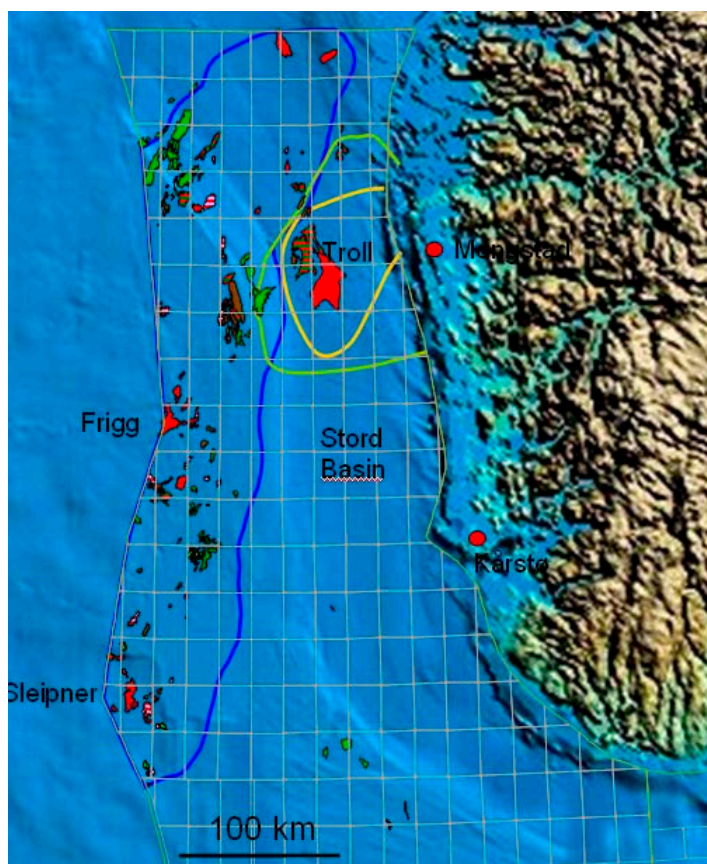 Troll
Mongstad
Frigg
Stord
Basin
Kårstø
Sleipner
100 km